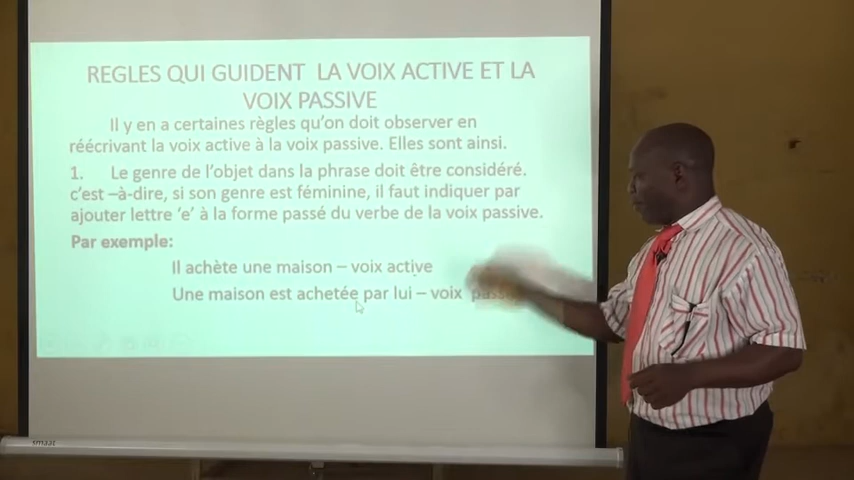 REGLES QUI GUIDENT LA VOIX ACTIVE ET LA
VOIX PASSIVE
Il y en a certaines règles qu'on doit observer en
réécrivant la voix active à la voix passive. Elles sont ainsi.
1. Le genre de l'objet dans la phrase doit être considéré.
c'est –à-dire, si son genre est féminine, il faut indiquer par
ajouter lettre 'e' à la forme passé du verbe de la voix passive.
Par exemple:
Il achète une maison – voix active
Une maison est achetée par lui – voix
smaat